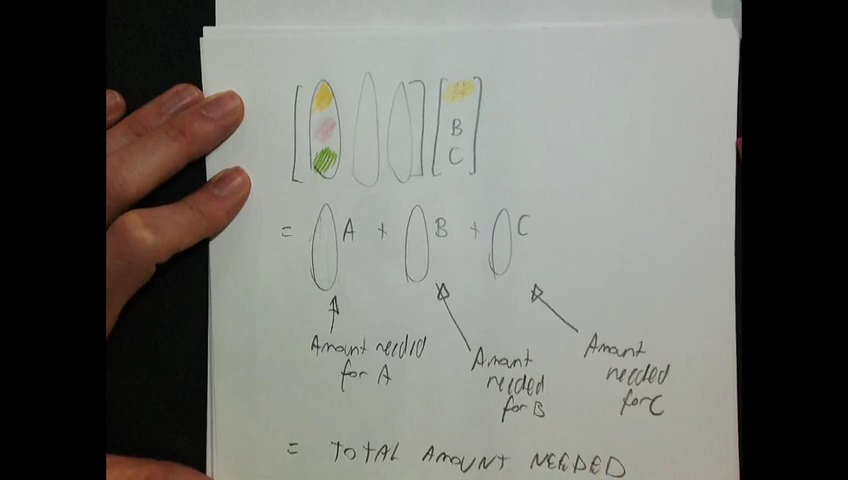 B
C
= A + B + C
Amount needed
for A
Amount
needed
for B
Amount
needed
for C
= TOTAL AMOUNT NEEDED